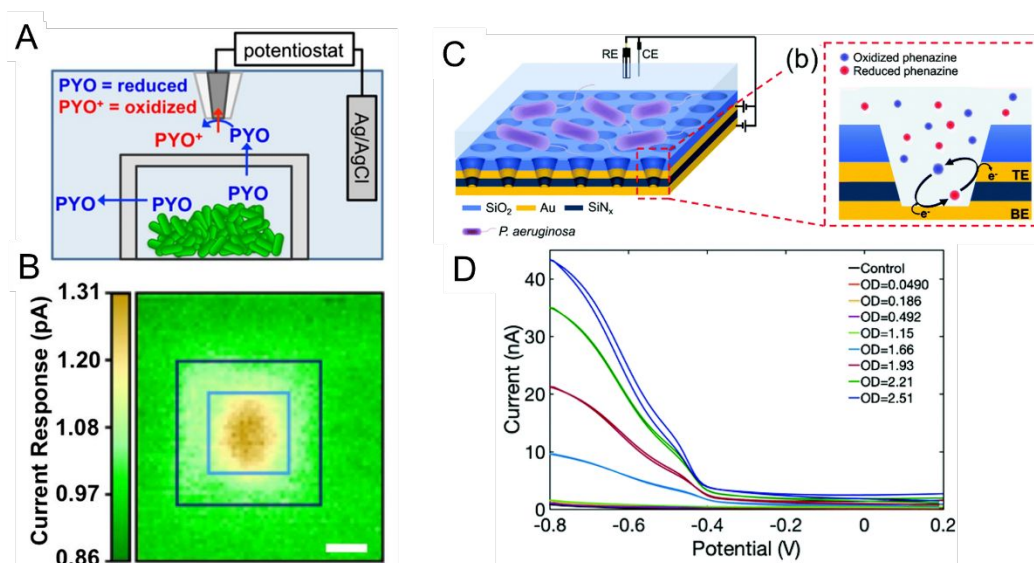 A
potentiostat
PYO = reduced
PYO⁺ = oxidized
PYO⁺
PYO
PYO
PYO
PYO
Ag/AgCl
B
Current Response (pA)
1.31
1.20
1.08
0.97
0.86
C
RE
CE
SiO₂
Au
SiNₓ
P. aeruginosa
(b)
Oxidized phenazine
Reduced phenazine
e⁻
TE
e⁻
BE
D
Current (nA)
40
30
20
10
0
-0.8
-0.6
-0.4
-0.2
0
0.2
Potential (V)
Control
OD=0.0490
OD=0.186
OD=0.492
OD=1.15
OD=1.66
OD=1.93
OD=2.21
OD=2.51